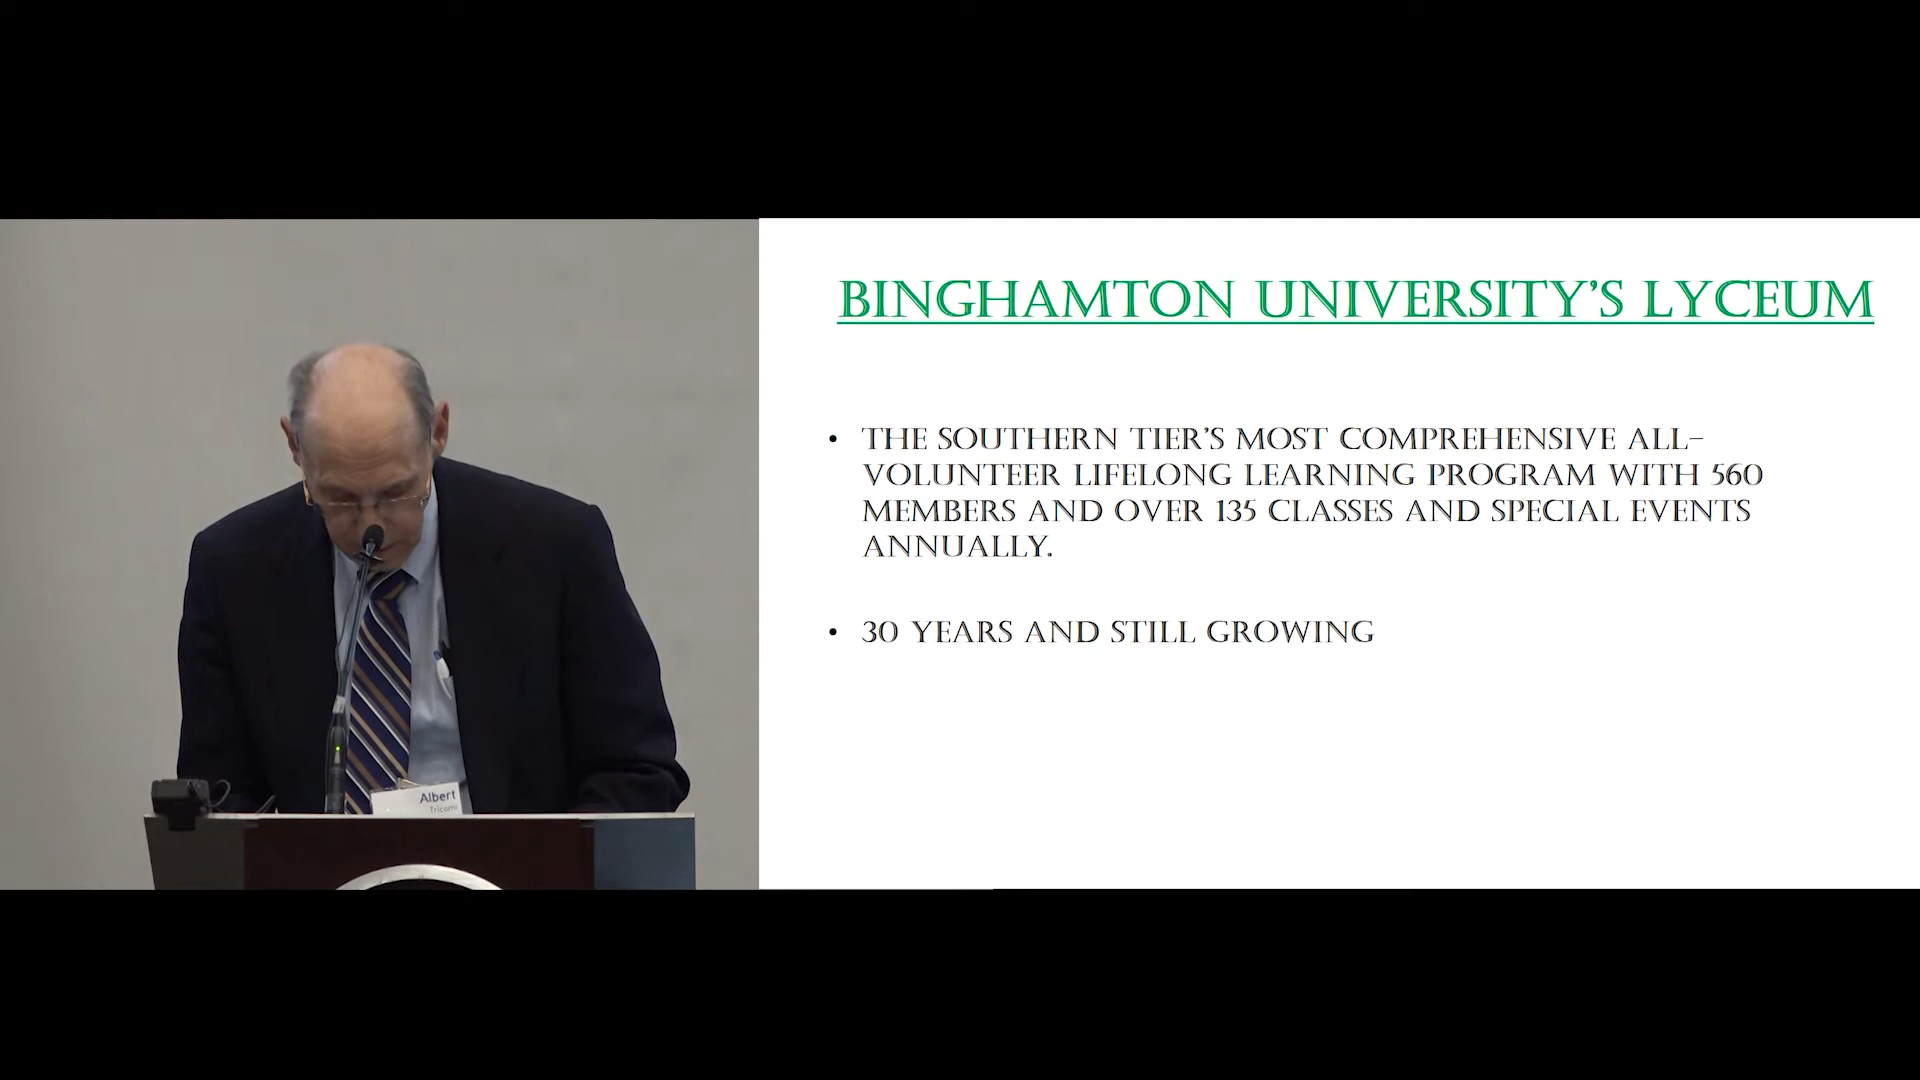 BINGHAMTON UNIVERSITY’S LYCEUM
• THE SOUTHERN TIER’S MOST COMPREHENSIVE ALL-
VOLUNTEER LIFELONG LEARNING PROGRAM WITH 560
MEMBERS AND OVER 135 CLASSES AND SPECIAL EVENTS
ANNUALLY.
• 30 YEARS AND STILL GROWING
Albert
Tricomi